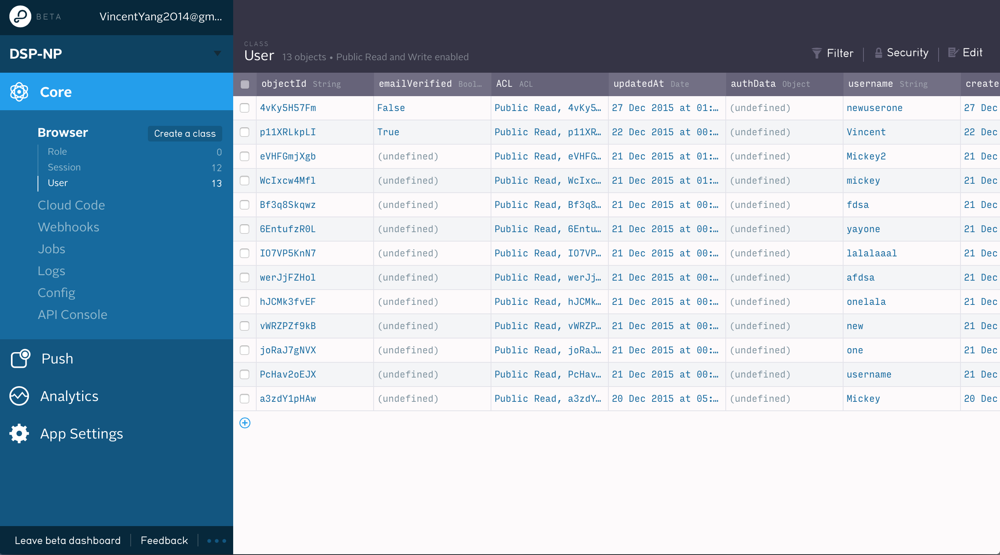 BETA VincentYang2014@gm...
DSP-NP
Core
Browser Create a class
Role 0
Session 12
User 13
Cloud Code
Webhooks
Jobs
Logs
Config
API Console
Push
Analytics
App Settings
Leave beta dashboard Feedback
CLASS
User 13 objects • Public Read and Write enabled
Filter Security Edit
objectId String emailVerified Bool… ACL ACL updatedAt Date authData Object username String create
4vKy5H57Fm False Public Read, 4vKy5… 27 Dec 2015 at 01:… (undefined) newuserone 27 Dec
p11XRLkpLI True Public Read, p11XR… 22 Dec 2015 at 00:… (undefined) Vincent 22 Dec
eVHFGmjXgb (undefined) Public Read, eVHFG… 21 Dec 2015 at 01:… (undefined) Mickey2 21 Dec
WcIxcw4Mfl (undefined) Public Read, WcIxc… 21 Dec 2015 at 01:… (undefined) mickey 21 Dec
Bf3q8Skqwz (undefined) Public Read, Bf3q8… 21 Dec 2015 at 00:… (undefined) fdsa 21 Dec
6EntufzR0L (undefined) Public Read, 6Entu… 21 Dec 2015 at 00:… (undefined) yayone 21 Dec
IO7VP5KnN7 (undefined) Public Read, IO7VP… 21 Dec 2015 at 00:… (undefined) lalalaaal 21 Dec
werJjFZHol (undefined) Public Read, werJj… 21 Dec 2015 at 00:… (undefined) afdsa 21 Dec
hJCMk3fvEF (undefined) Public Read, hJCMk… 21 Dec 2015 at 00:… (undefined) onelala 21 Dec
vWRZPZf9kB (undefined) Public Read, vWRZP… 21 Dec 2015 at 00:… (undefined) new 21 Dec
joRaJ7gNVX (undefined) Public Read, joRaJ… 21 Dec 2015 at 00:… (undefined) one 21 Dec
PcHav2oEJX (undefined) Public Read, PcHav… 21 Dec 2015 at 00:… (undefined) username 21 Dec
a3zdY1pHAw (undefined) Public Read, a3zdY… 20 Dec 2015 at 05:… (undefined) Mickey 20 Dec